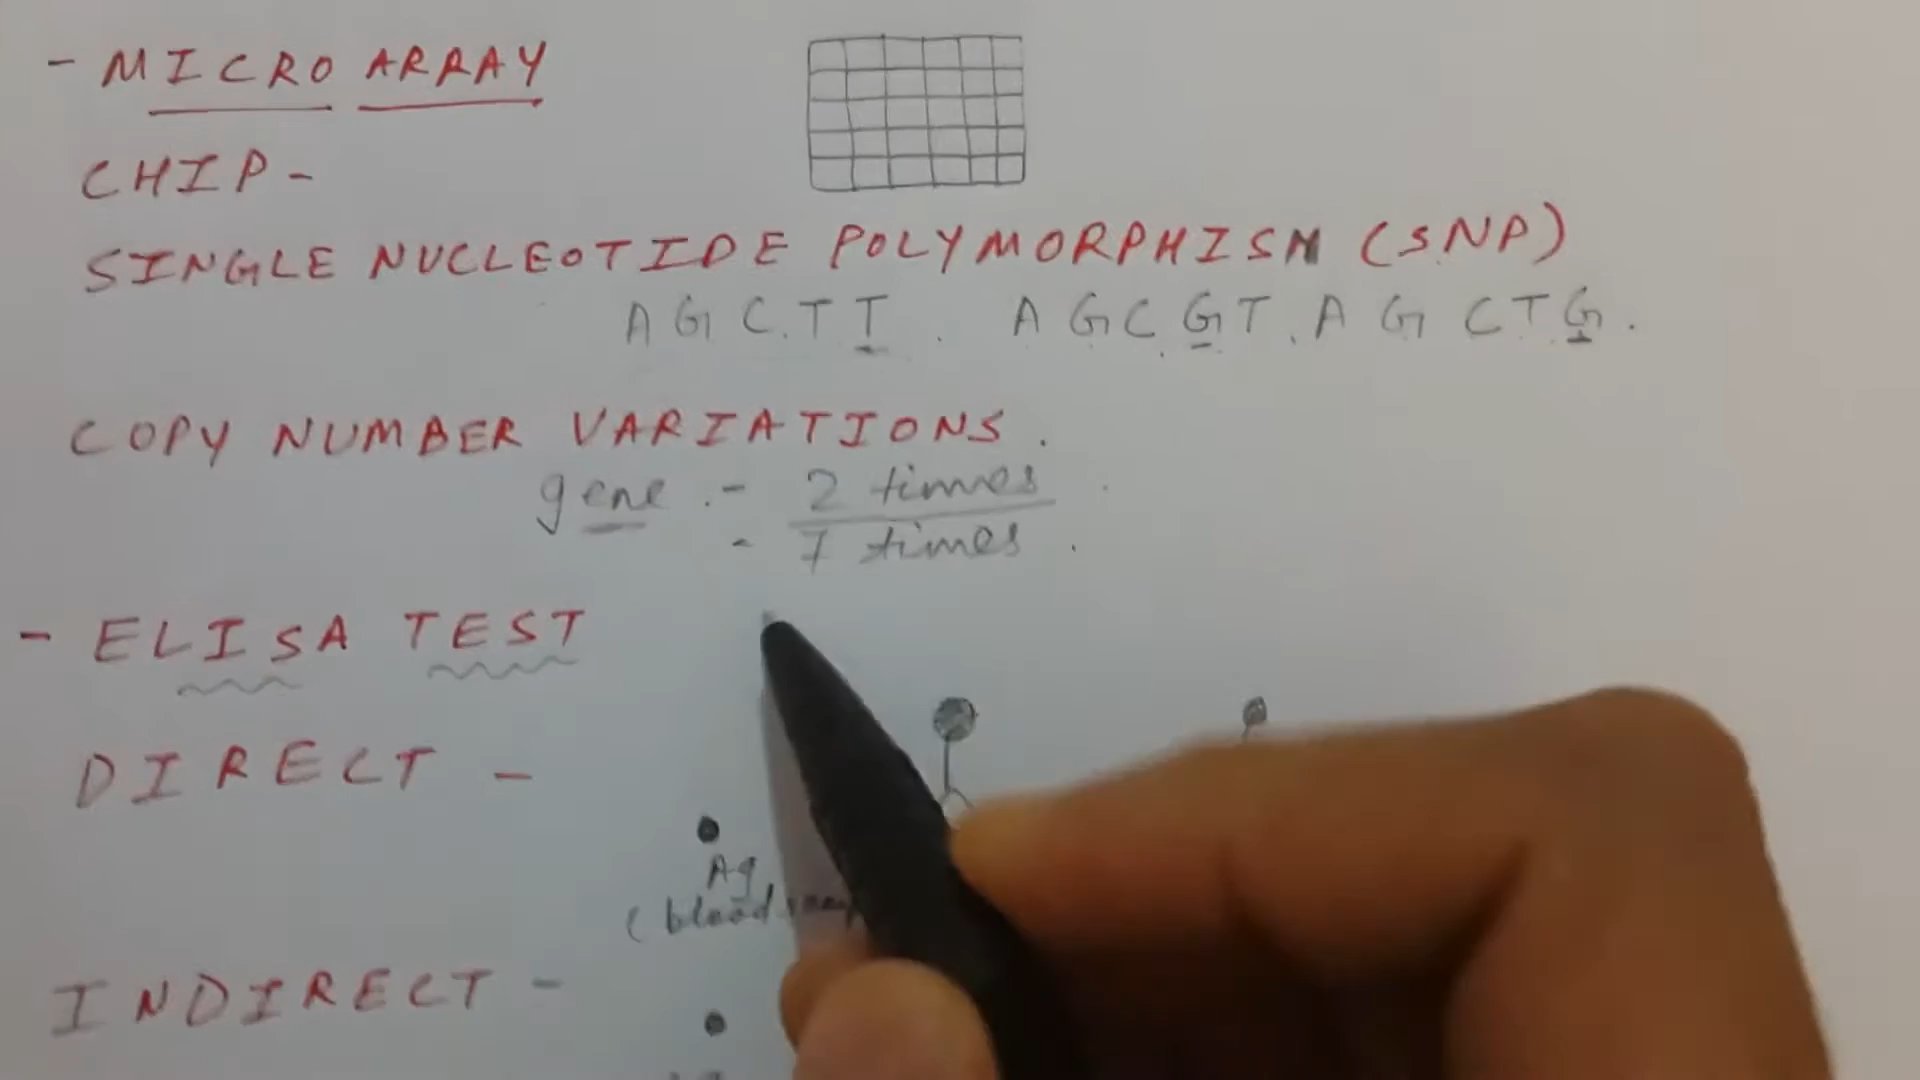 - MICRO ARRAY
CHIP -
SINGLE NUCLEOTIDE POLYMORPHISM (SNP)
AGCTT. AGCGT. AGCTG.
COPY NUMBER VARIATIONS.
gene - 2 times
- 7 times.
- ELISA TEST
DIRECT -
Ag
(blood
INDIRECT -